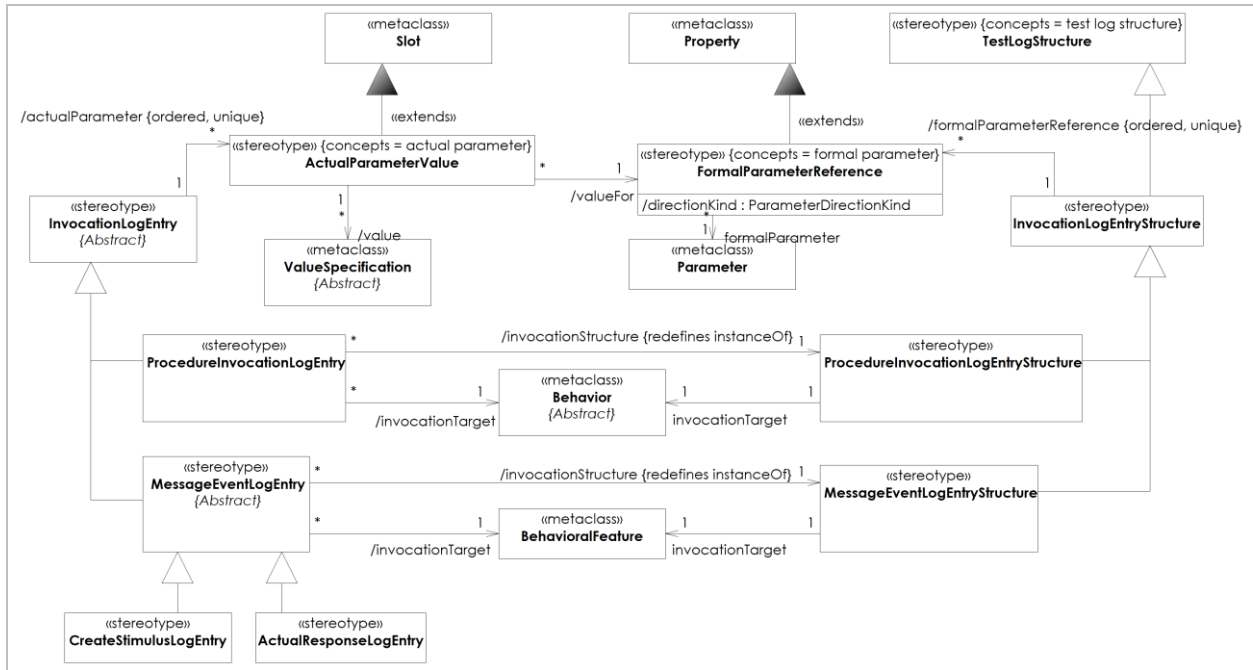 «metaclass»
Slot
«metaclass»
Property
«stereotype» {concepts = test log structure}
TestLogStructure
/actualParameter {ordered, unique}
*
«extends»
«extends»
/formalParameterReference {ordered, unique}
*
«stereotype» {concepts = actual parameter}
ActualParameterValue
*
1
/valueFor
«stereotype» {concepts = formal parameter}
FormalParameterReference
/directionKind : ParameterDirectionKind
1
1
«stereotype»
InvocationLogEntry
{Abstract}
1
*
/value
*
1
formalParameter
«stereotype»
InvocationLogEntryStructure
«metaclass»
ValueSpecification
{Abstract}
«metaclass»
Parameter
«stereotype»
ProcedureInvocationLogEntry
*
/invocationStructure {redefines instanceOf}
1
«stereotype»
ProcedureInvocationLogEntryStructure
*
1
/invocationTarget
«metaclass»
Behavior
{Abstract}
1
1
invocationTarget
«stereotype»
MessageEventLogEntry
{Abstract}
*
/invocationStructure {redefines instanceOf}
1
«stereotype»
MessageEventLogEntryStructure
*
1
/invocationTarget
«metaclass»
BehavioralFeature
1
1
invocationTarget
«stereotype»
CreateStimulusLogEntry
«stereotype»
ActualResponseLogEntry